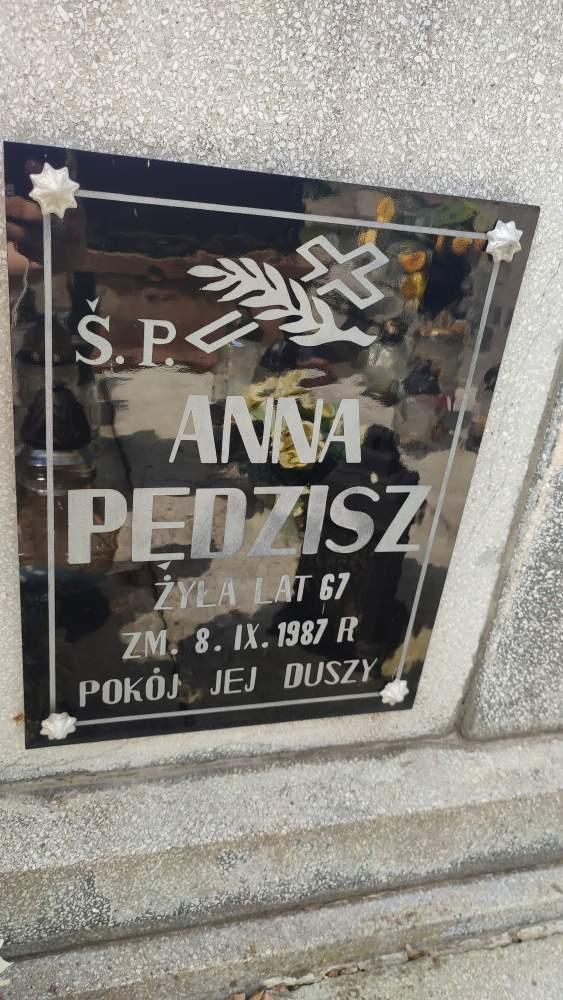 Š.P.
ANNA
PĘDZISZ
ŻYŁA LAT 67
ZM. 8. IX. 1987 R
POKÓJ JEJ DUSZY